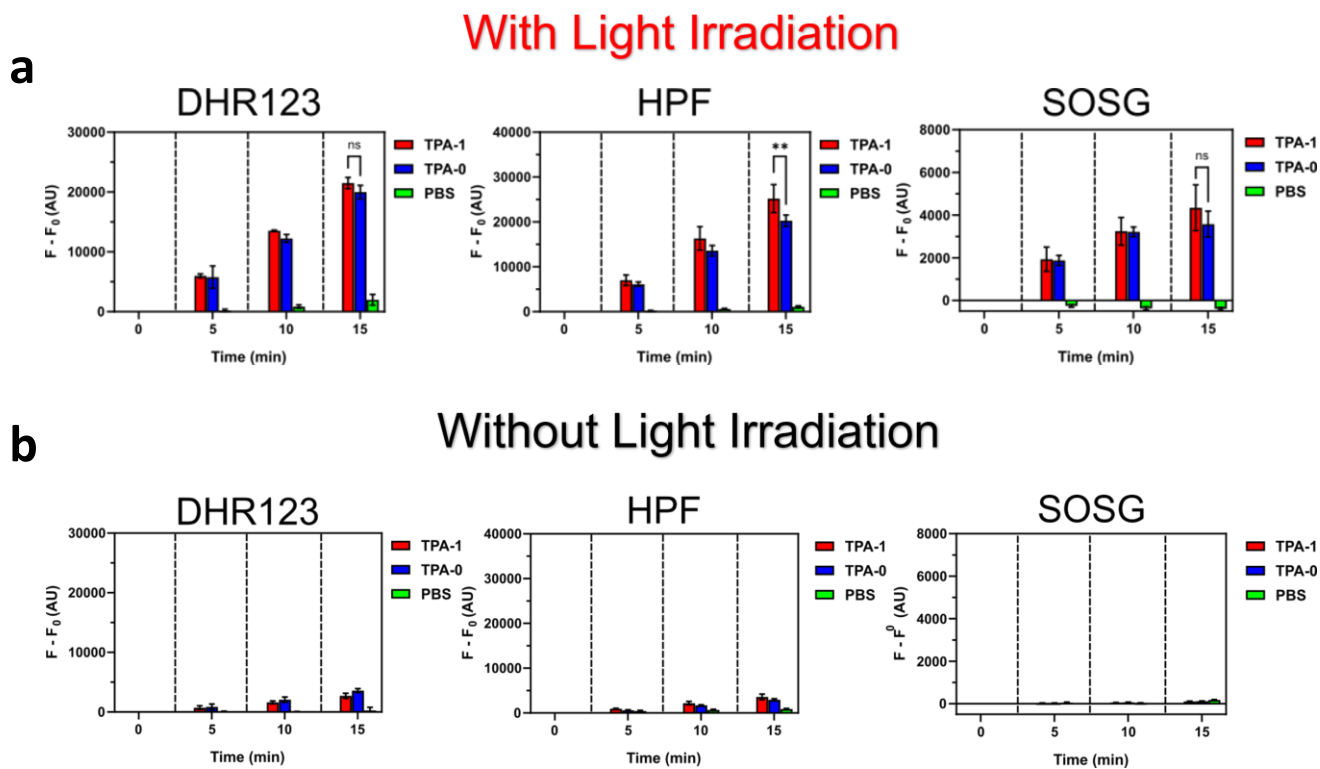 With Light Irradiation
a
DHR123
HPF
SOSG
30000
20000
10000
0
F - F₀ (AU)
ns
TPA-1
TPA-0
PBS
0 5 10 15
Time (min)
40000
30000
20000
10000
0
F - F₀ (AU)
**
TPA-1
TPA-0
PBS
0 5 10 15
Time (min)
8000
6000
4000
2000
0
F - F₀ (AU)
ns
TPA-1
TPA-0
PBS
0 5 10 15
Time (min)
b
Without Light Irradiation
DHR123
HPF
SOSG
30000
20000
10000
0
F - F₀ (AU)
TPA-1
TPA-0
PBS
0 5 10 15
Time (min)
40000
30000
20000
10000
0
F - F₀ (AU)
TPA-1
TPA-0
PBS
0 5 10 15
Time (min)
8000
6000
4000
2000
0
F - F⁰ (AU)
TPA-1
TPA-0
PBS
0 5 10 15
Time (min)